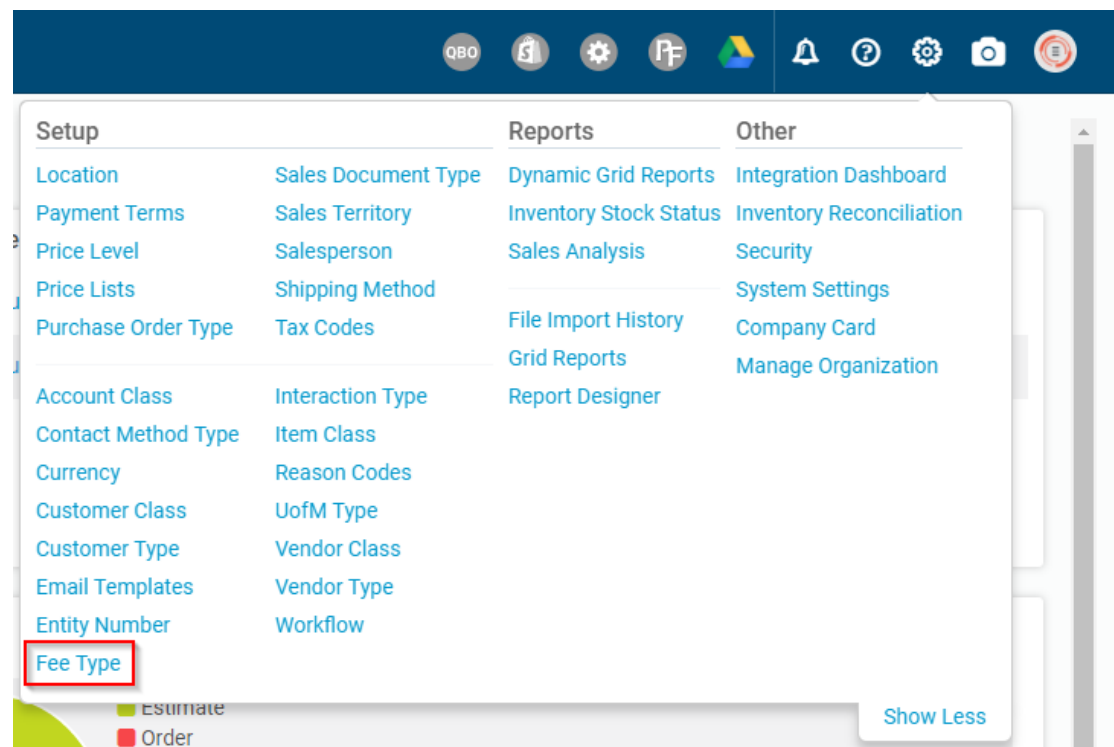 QBO
Setup
Location
Payment Terms
Price Level
Price Lists
Purchase Order Type
Sales Document Type
Sales Territory
Salesperson
Shipping Method
Tax Codes
Account Class
Contact Method Type
Currency
Customer Class
Customer Type
Email Templates
Entity Number
Fee Type
Interaction Type
Item Class
Reason Codes
UofM Type
Vendor Class
Vendor Type
Workflow
Reports
Dynamic Grid Reports
Inventory Stock Status
Sales Analysis
File Import History
Grid Reports
Report Designer
Other
Integration Dashboard
Inventory Reconciliation
Security
System Settings
Company Card
Manage Organization
Show Less
Estimate
Order